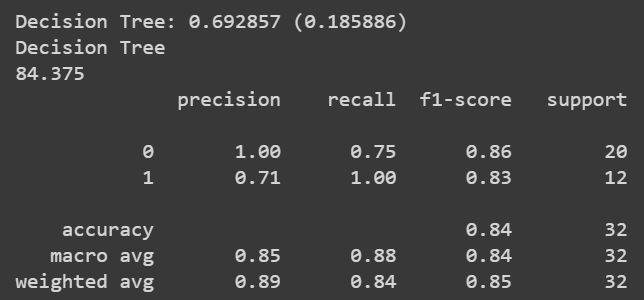 Decision Tree: 0.692857 (0.185886)
Decision Tree
84.375
precision recall f1-score support
0 1.00 0.75 0.86 20
1 0.71 1.00 0.83 12
accuracy 0.84 32
macro avg 0.85 0.88 0.84 32
weighted avg 0.89 0.84 0.85 32